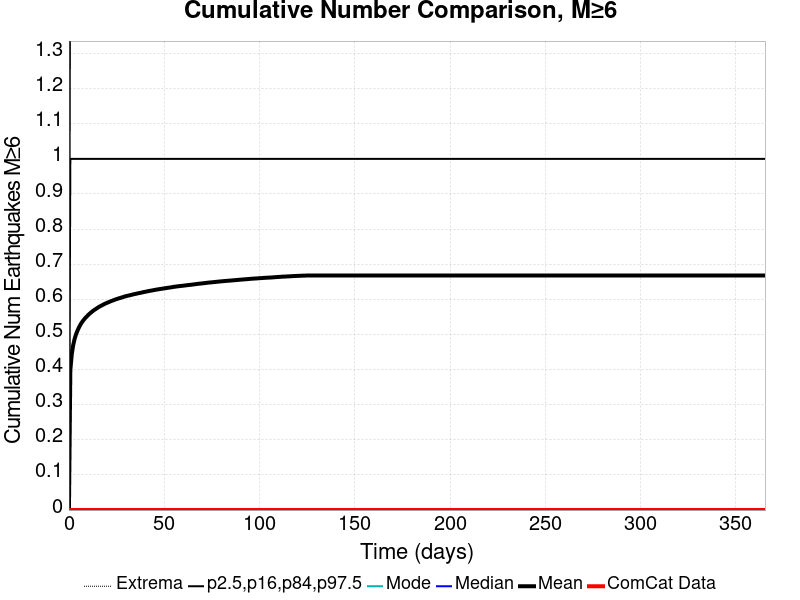 Cumulative Number Comparison, M≥6
Cumulative Num Earthquakes M≥6
1.3
1.2
1.1
1
0.9
0.8
0.7
0.6
0.5
0.4
0.3
0.2
0.1
0
0 50 100 150 200 250 300 350
Time (days)
Extrema p2.5,p16,p84,p97.5 Mode Median Mean ComCat Data